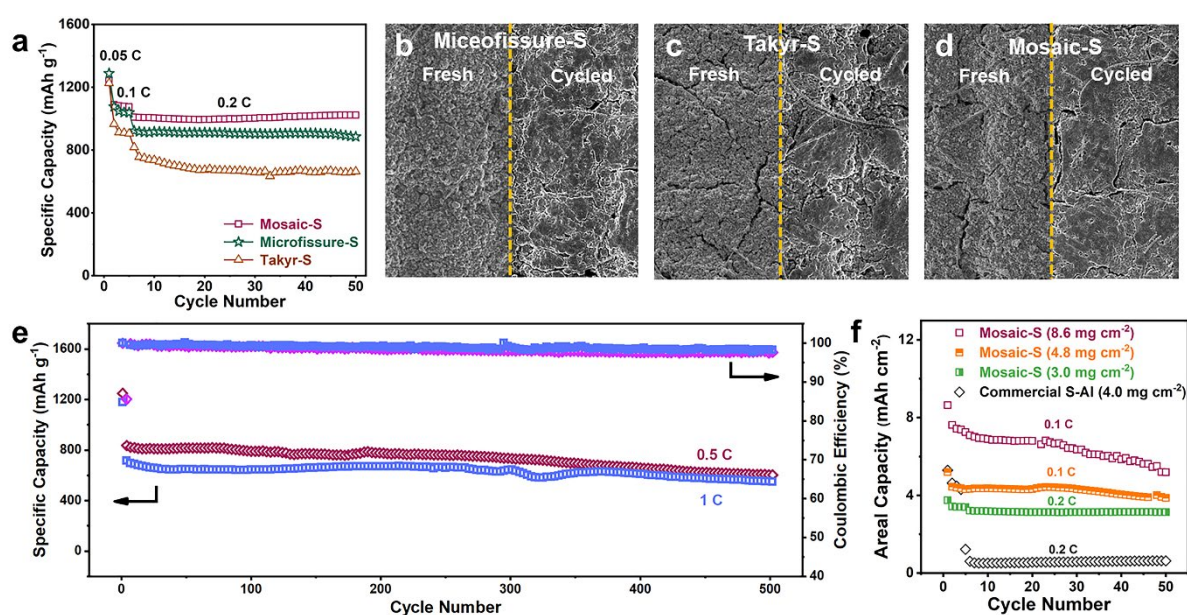 a
1600
1200
800
400
0
0 10 20 30 40 50
Specific Capacity (mAh g-1)
Cycle Number
0.05 C
0.1 C
0.2 C
Mosaic-S
Microfissure-S
Takyr-S
b
Miceofissure-S
Fresh Cycled
c
Takyr-S
Fresh Cycled
d
Mosaic-S
Fresh Cycled
e
1600
1200
800
400
0
0 100 200 300 400 500
Specific Capacity (mAh g-1)
Cycle Number
100
90
80
70
60
50
40
Coulombic Efficiency (%)
0.5 C
1 C
f
12
8
4
0
0 10 20 30 40 50
Areal Capacity (mAh cm-2)
Cycle Number
Mosaic-S (8.6 mg cm-2)
Mosaic-S (4.8 mg cm-2)
Mosaic-S (3.0 mg cm-2)
Commercial S-Al (4.0 mg cm-2)
0.1 C
0.1 C
0.2 C
0.2 C